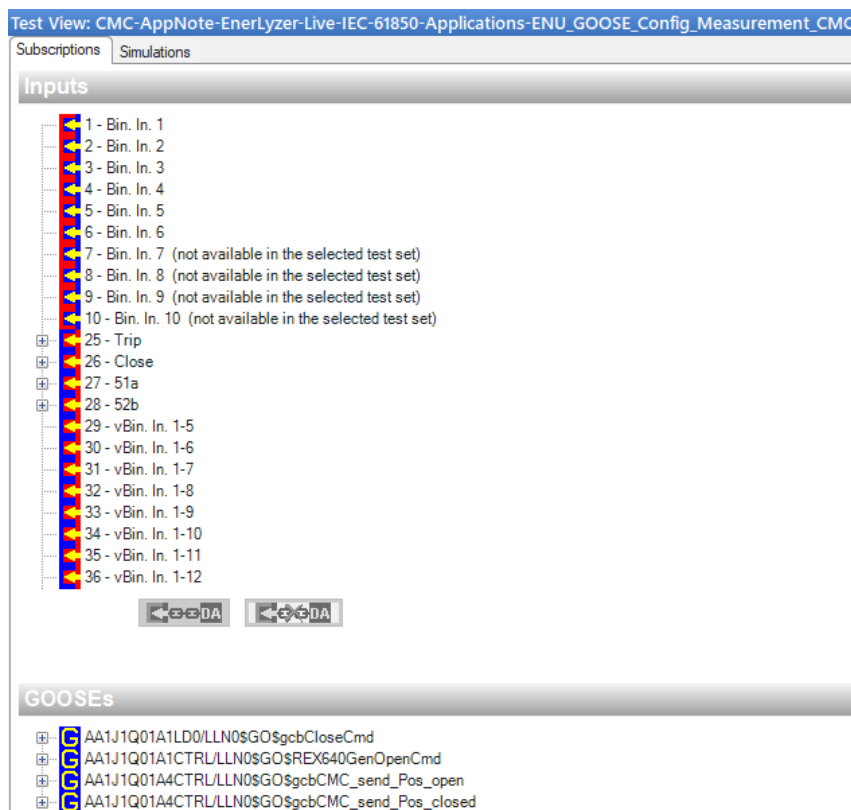 Test View: CMC-AppNote-EnerLyzer-Live-IEC-61850-Applications-ENU_GOOSE_Config_Measurement_CMC
Subscriptions Simulations
Inputs
1 - Bin. In. 1
2 - Bin. In. 2
3 - Bin. In. 3
4 - Bin. In. 4
5 - Bin. In. 5
6 - Bin. In. 6
7 - Bin. In. 7 (not available in the selected test set)
8 - Bin. In. 8 (not available in the selected test set)
9 - Bin. In. 9 (not available in the selected test set)
10 - Bin. In. 10 (not available in the selected test set)
25 - Trip
26 - Close
27 - 51a
28 - 52b
29 - vBin. In. 1-5
30 - vBin. In. 1-6
31 - vBin. In. 1-7
32 - vBin. In. 1-8
33 - vBin. In. 1-9
34 - vBin. In. 1-10
35 - vBin. In. 1-11
36 - vBin. In. 1-12
DA DA
GOOSEs
G AA1J1Q01A1LD0/LLN0$GO$gcbCloseCmd
G AA1J1Q01A1CTRL/LLN0$GO$REX640GenOpenCmd
G AA1J1Q01A4CTRL/LLN0$GO$gcbCMC_send_Pos_open
G AA1J1Q01A4CTRL/LLN0$GO$gcbCMC_send_Pos_closed